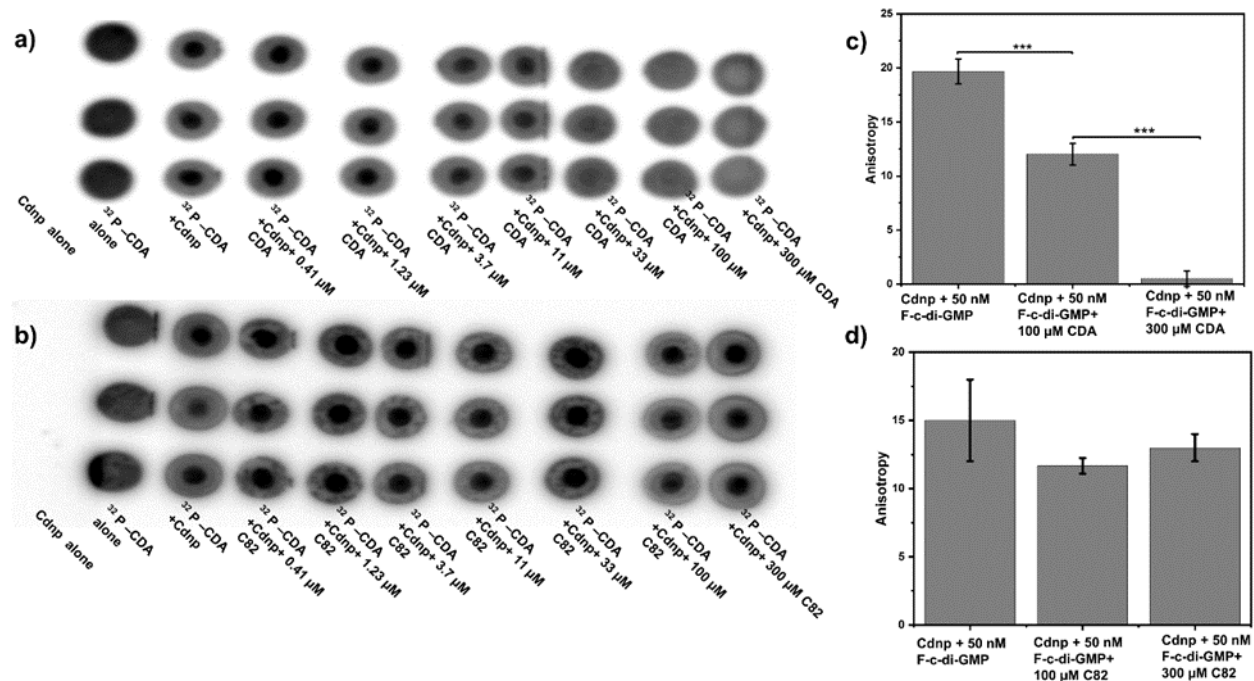 a)
Cdnp alone
³² P –CDA
alone
³² P –CDA
+Cdnp
³² P –CDA
+Cdnp+ 0.41 µM
CDA
³² P –CDA
+Cdnp+ 1.23 µM
CDA
³² P –CDA
+Cdnp+ 3.7 µM
CDA
³² P –CDA
+Cdnp+ 11 µM
CDA
³² P –CDA
+Cdnp+ 33 µM
CDA
³² P –CDA
+Cdnp+ 100 µM
CDA
³² P –CDA
+Cdnp+ 300 µM CDA
b)
Cdnp alone
³² P –CDA
alone
³² P –CDA
+Cdnp
³² P –CDA
+Cdnp+ 0.41 µM
C82
³² P –CDA
+Cdnp+ 1.23 µM
C82
³² P –CDA
+Cdnp+ 3.7 µM
C82
³² P –CDA
+Cdnp+ 11 µM
C82
³² P –CDA
+Cdnp+ 33 µM
C82
³² P –CDA
+Cdnp+ 100 µM
C82
³² P –CDA
+Cdnp+ 300 µM C82
c)
25
20
15
10
5
0
Anisotropy
***
***
Cdnp + 50 nM
F-c-di-GMP
Cdnp + 50 nM
F-c-di-GMP+
100 µM CDA
Cdnp + 50 nM
F-c-di-GMP+
300 µM CDA
d)
20
15
10
5
0
Anisotropy
Cdnp + 50 nM
F-c-di-GMP
Cdnp + 50 nM
F-c-di-GMP+
100 µM C82
Cdnp + 50 nM
F-c-di-GMP+
300 µM C82